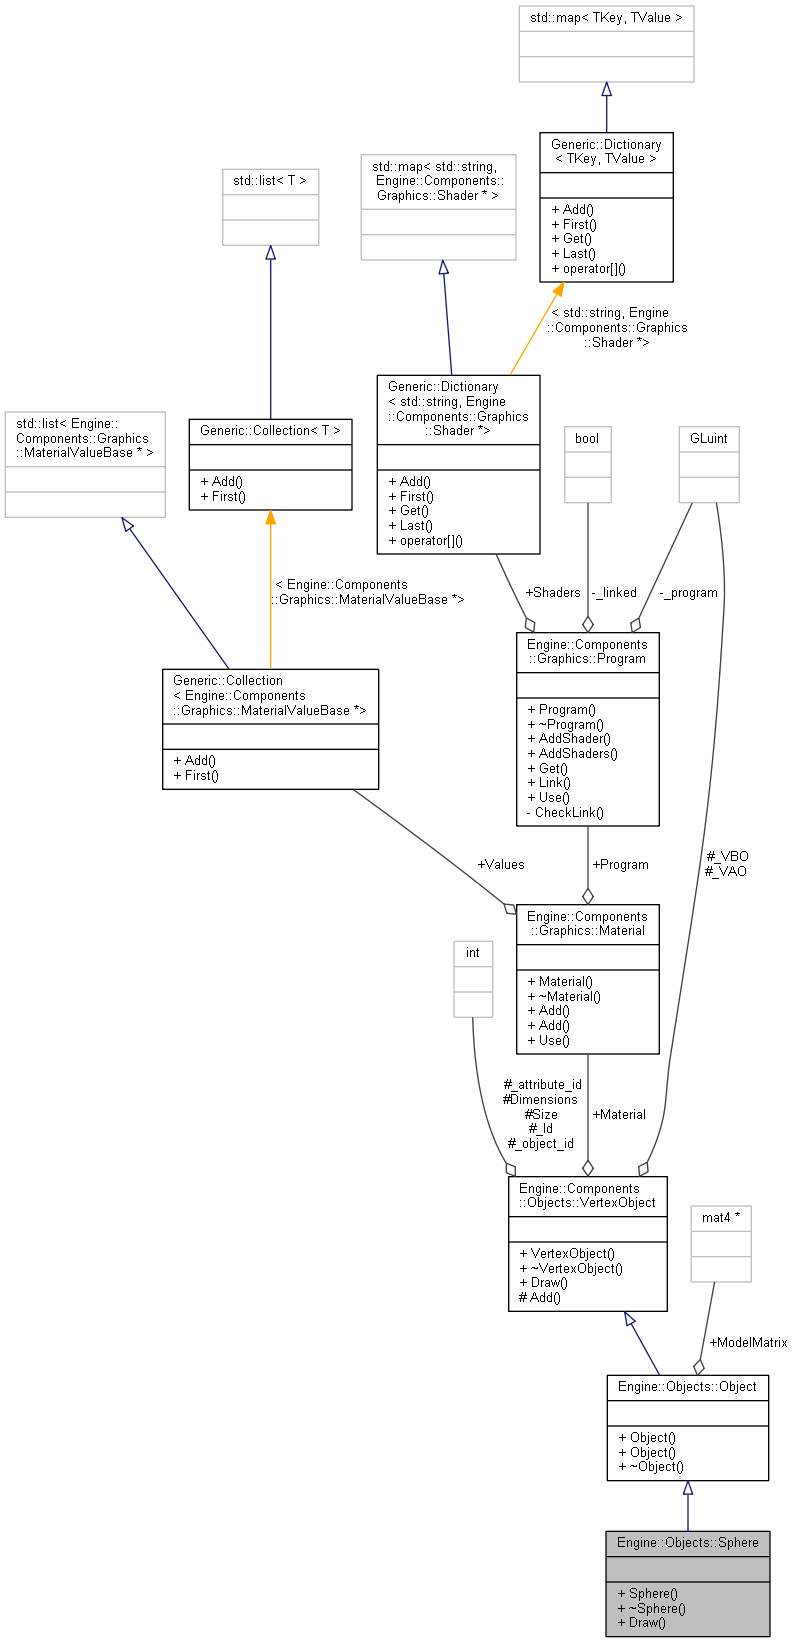 std::map< TKey, TValue >
Generic::Dictionary
< TKey, TValue >
+ Add()
+ First()
+ Get()
+ Last()
+ operator[]()
std::map< std::string,
Engine::Components::
Graphics::Shader * >
std::list< T >
< std::string, Engine
::Components::Graphics
::Shader *>
Generic::Dictionary
< std::string, Engine
::Components::Graphics
::Shader *>
+ Add()
+ First()
+ Get()
+ Last()
+ operator[]()
std::list< Engine::
Components::Graphics
::MaterialValueBase * >
Generic::Collection< T >
+ Add()
+ First()
bool
GLuint
< Engine::Components
::Graphics::MaterialValueBase *>
+Shaders
-_linked
-_program
Engine::Components
::Graphics::Program
+ Program()
+ ~Program()
+ AddShader()
+ AddShaders()
+ Get()
+ Link()
+ Use()
- CheckLink()
Generic::Collection
< Engine::Components
::Graphics::MaterialValueBase *>
+ Add()
+ First()
+Values
+Program
#_VBO
#_VAO
Engine::Components
::Graphics::Material
+ Material()
+ ~Material()
+ Add()
+ Add()
+ Use()
int
#_attribute_id
#Dimensions
#Size
#_Id
#_object_id
+Material
Engine::Components
::Objects::VertexObject
+ VertexObject()
+ ~VertexObject()
+ Draw()
# Add()
mat4 *
+ModelMatrix
Engine::Objects::Object
+ Object()
+ Object()
+ ~Object()
Engine::Objects::Sphere
+ Sphere()
+ ~Sphere()
+ Draw()